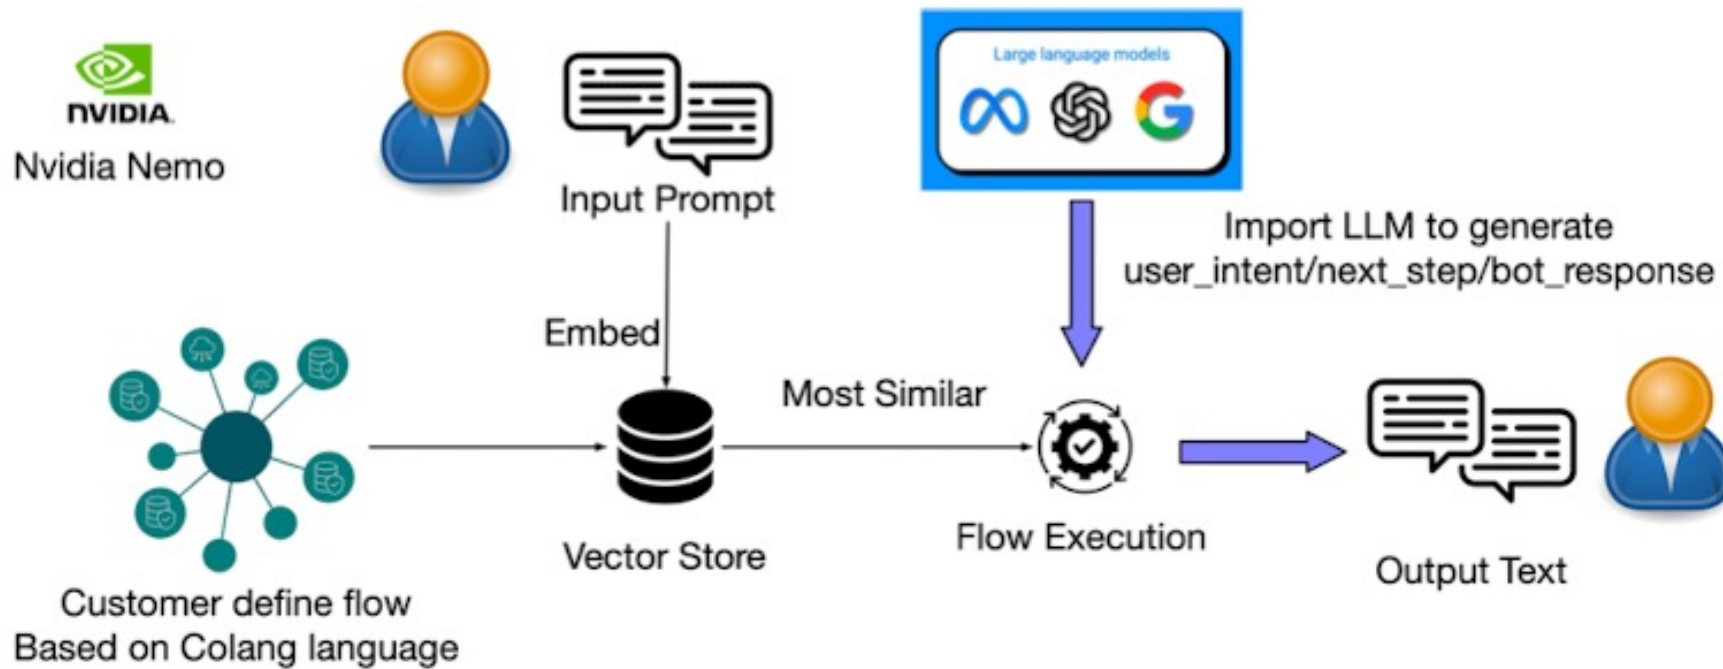 NVIDIA.
Nvidia Nemo
Input Prompt
Large language models
Import LLM to generate
user_intent/next_step/bot_response
Embed
Most Similar
Customer define flow
Based on Colang language
Vector Store
Flow Execution
Output Text